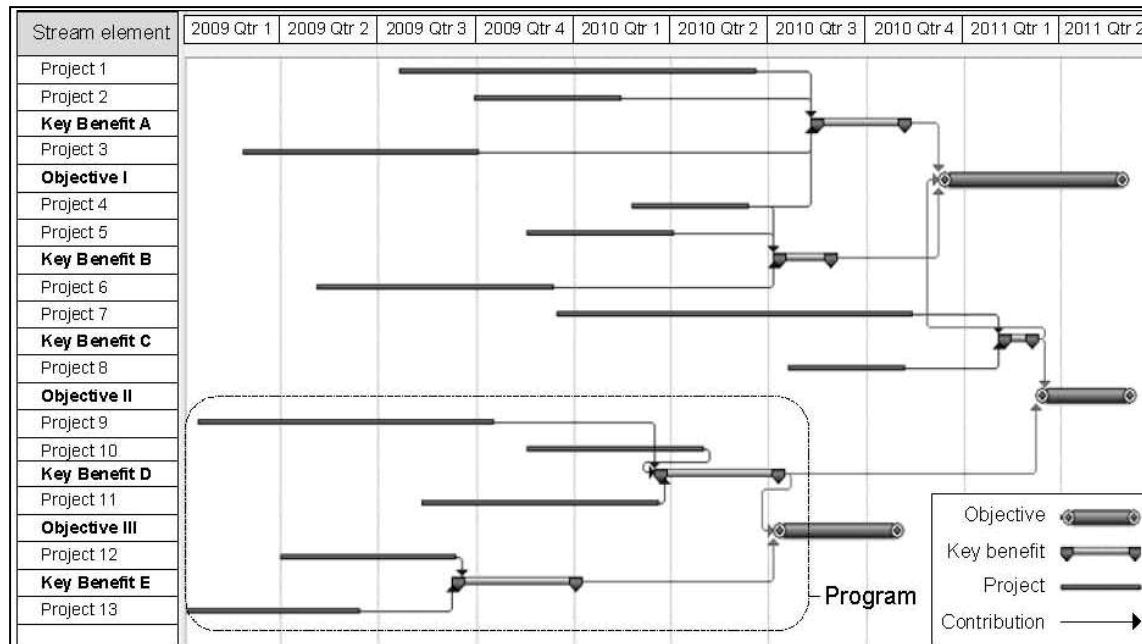 Stream element 2009 Qtr 1 2009 Qtr 2 2009 Qtr 3 2009 Qtr 4 2010 Qtr 1 2010 Qtr 2 2010 Qtr 3 2010 Qtr 4 2011 Qtr 1 2011 Qtr 2
Project 1
Project 2
Key Benefit A
Project 3
Objective I
Project 4
Project 5
Key Benefit B
Project 6
Project 7
Key Benefit C
Project 8
Objective II
Project 9
Project 10
Key Benefit D
Project 11
Objective III
Project 12
Key Benefit E
Project 13
Program
Objective
Key benefit
Project
Contribution